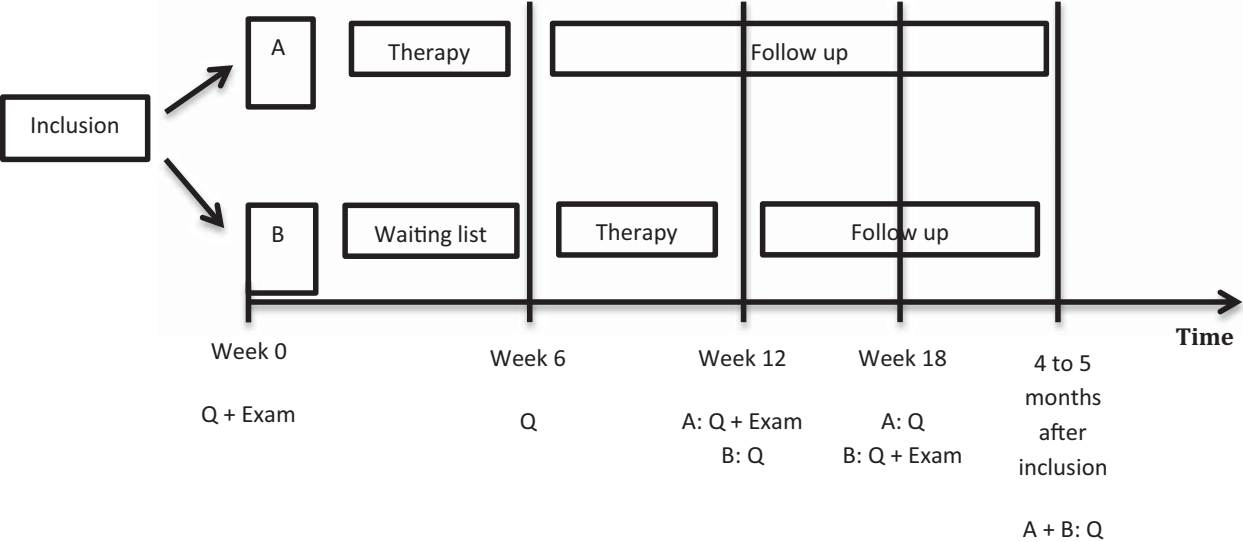 A
Therapy
Follow up
Inclusion
B
Waiting list
Therapy
Follow up
Time
Week 0
Week 6
Week 12
Week 18
4 to 5
months
after
inclusion
Q + Exam
Q
A: Q + Exam
B: Q
A: Q
B: Q + Exam
A + B: Q